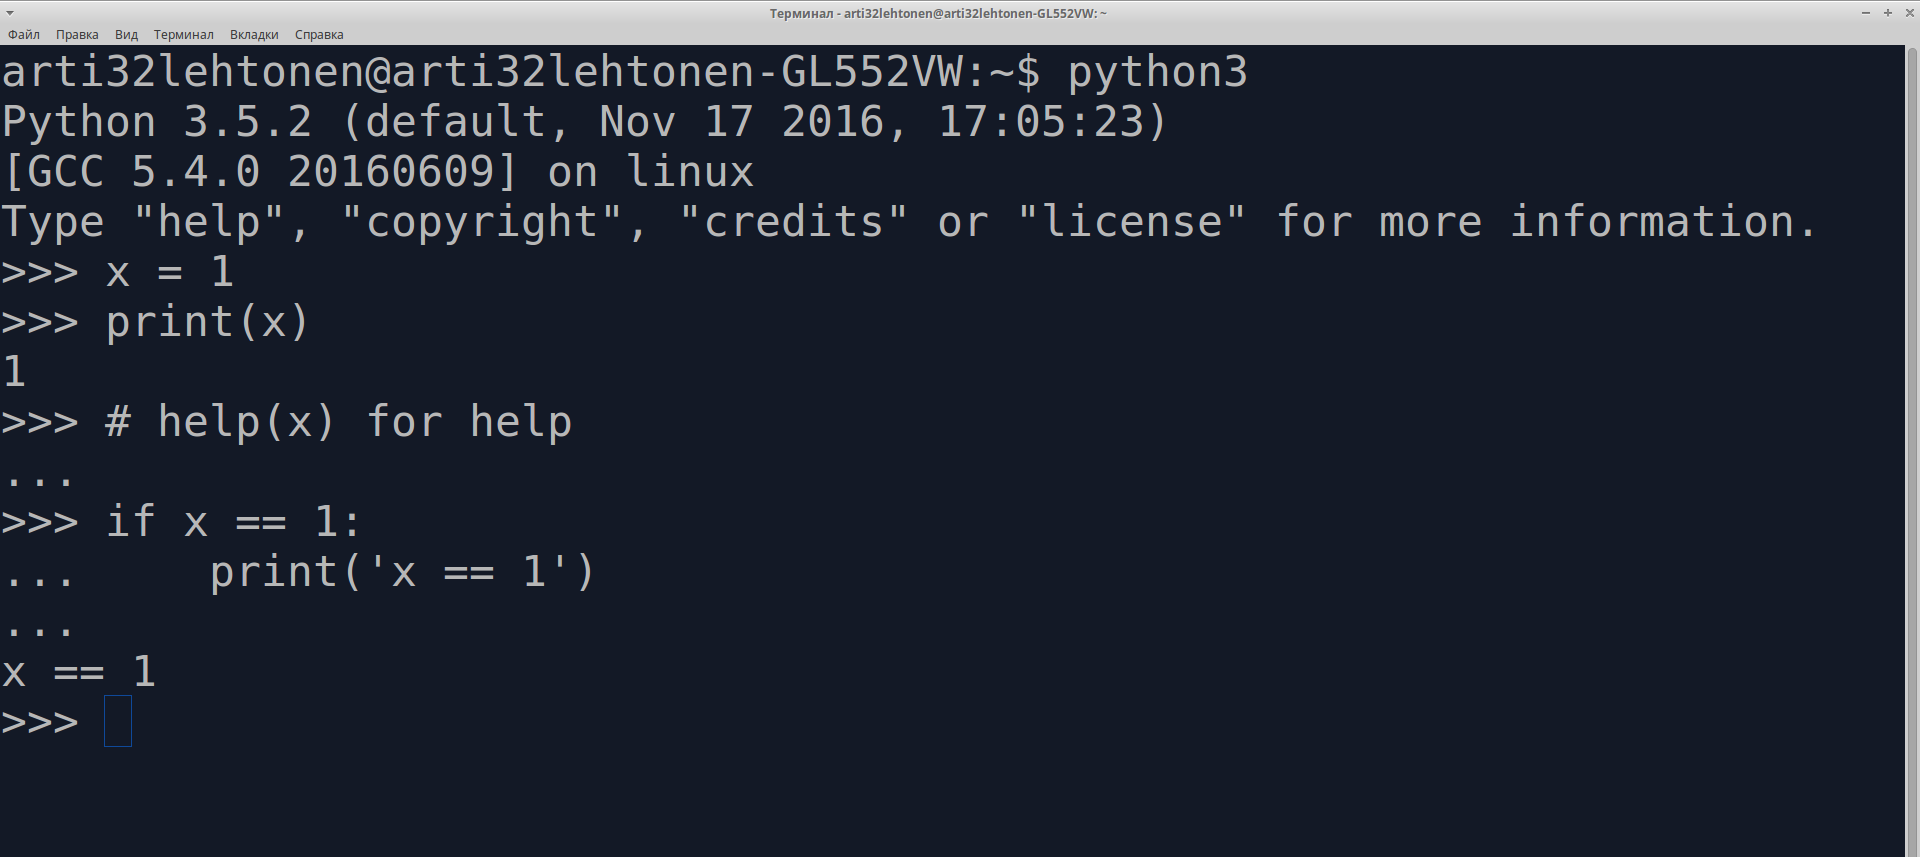 Терминал - arti32lehtonen@arti32lehtonen-GL552VW: ~
Файл Правка Вид Терминал Вкладки Справка
arti32lehtonen@arti32lehtonen-GL552VW:~$ python3
Python 3.5.2 (default, Nov 17 2016, 17:05:23)
[GCC 5.4.0 20160609] on linux
Type "help", "copyright", "credits" or "license" for more information.
>>> x = 1
>>> print(x)
1
>>> # help(x) for help
...
>>> if x == 1:
...     print('x == 1')
...
x == 1
>>>